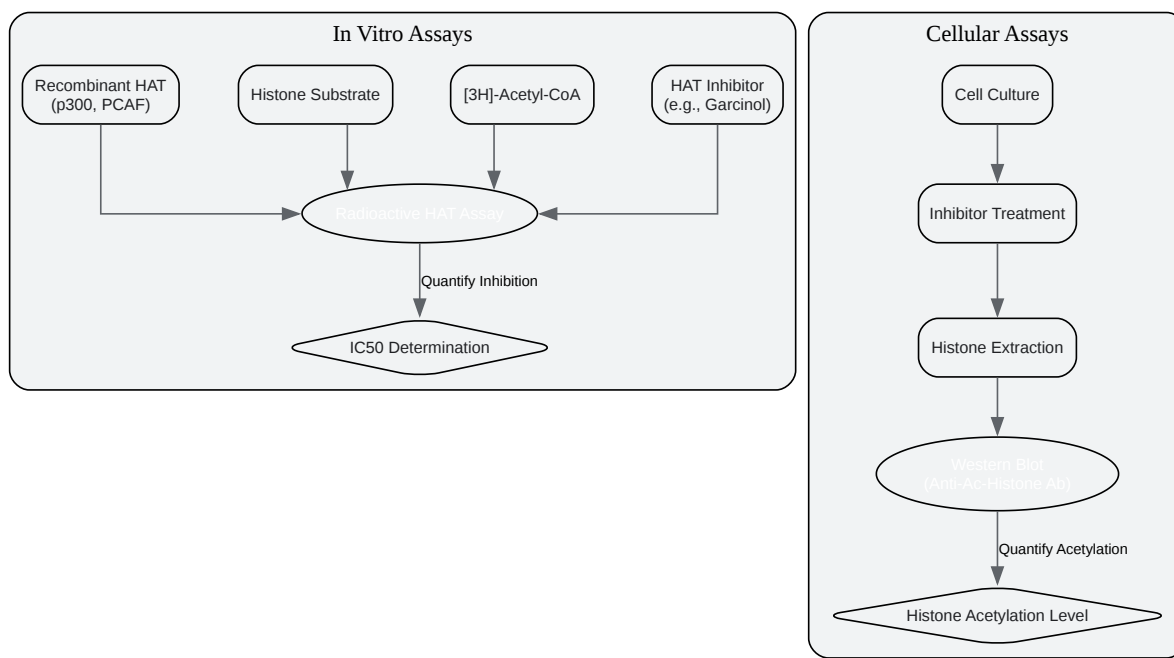 In Vitro Assays
Recombinant HAT
(p300, PCAF)
Histone Substrate
[3H]-Acetyl-CoA
HAT Inhibitor
(e.g., Garcinol)
Radioactive HAT Assay
Quantify Inhibition
IC50 Determination
Cellular Assays
Cell Culture
Inhibitor Treatment
Histone Extraction
Western Blot
(Anti-Ac-Histone Ab)
Quantify Acetylation
Histone Acetylation Level